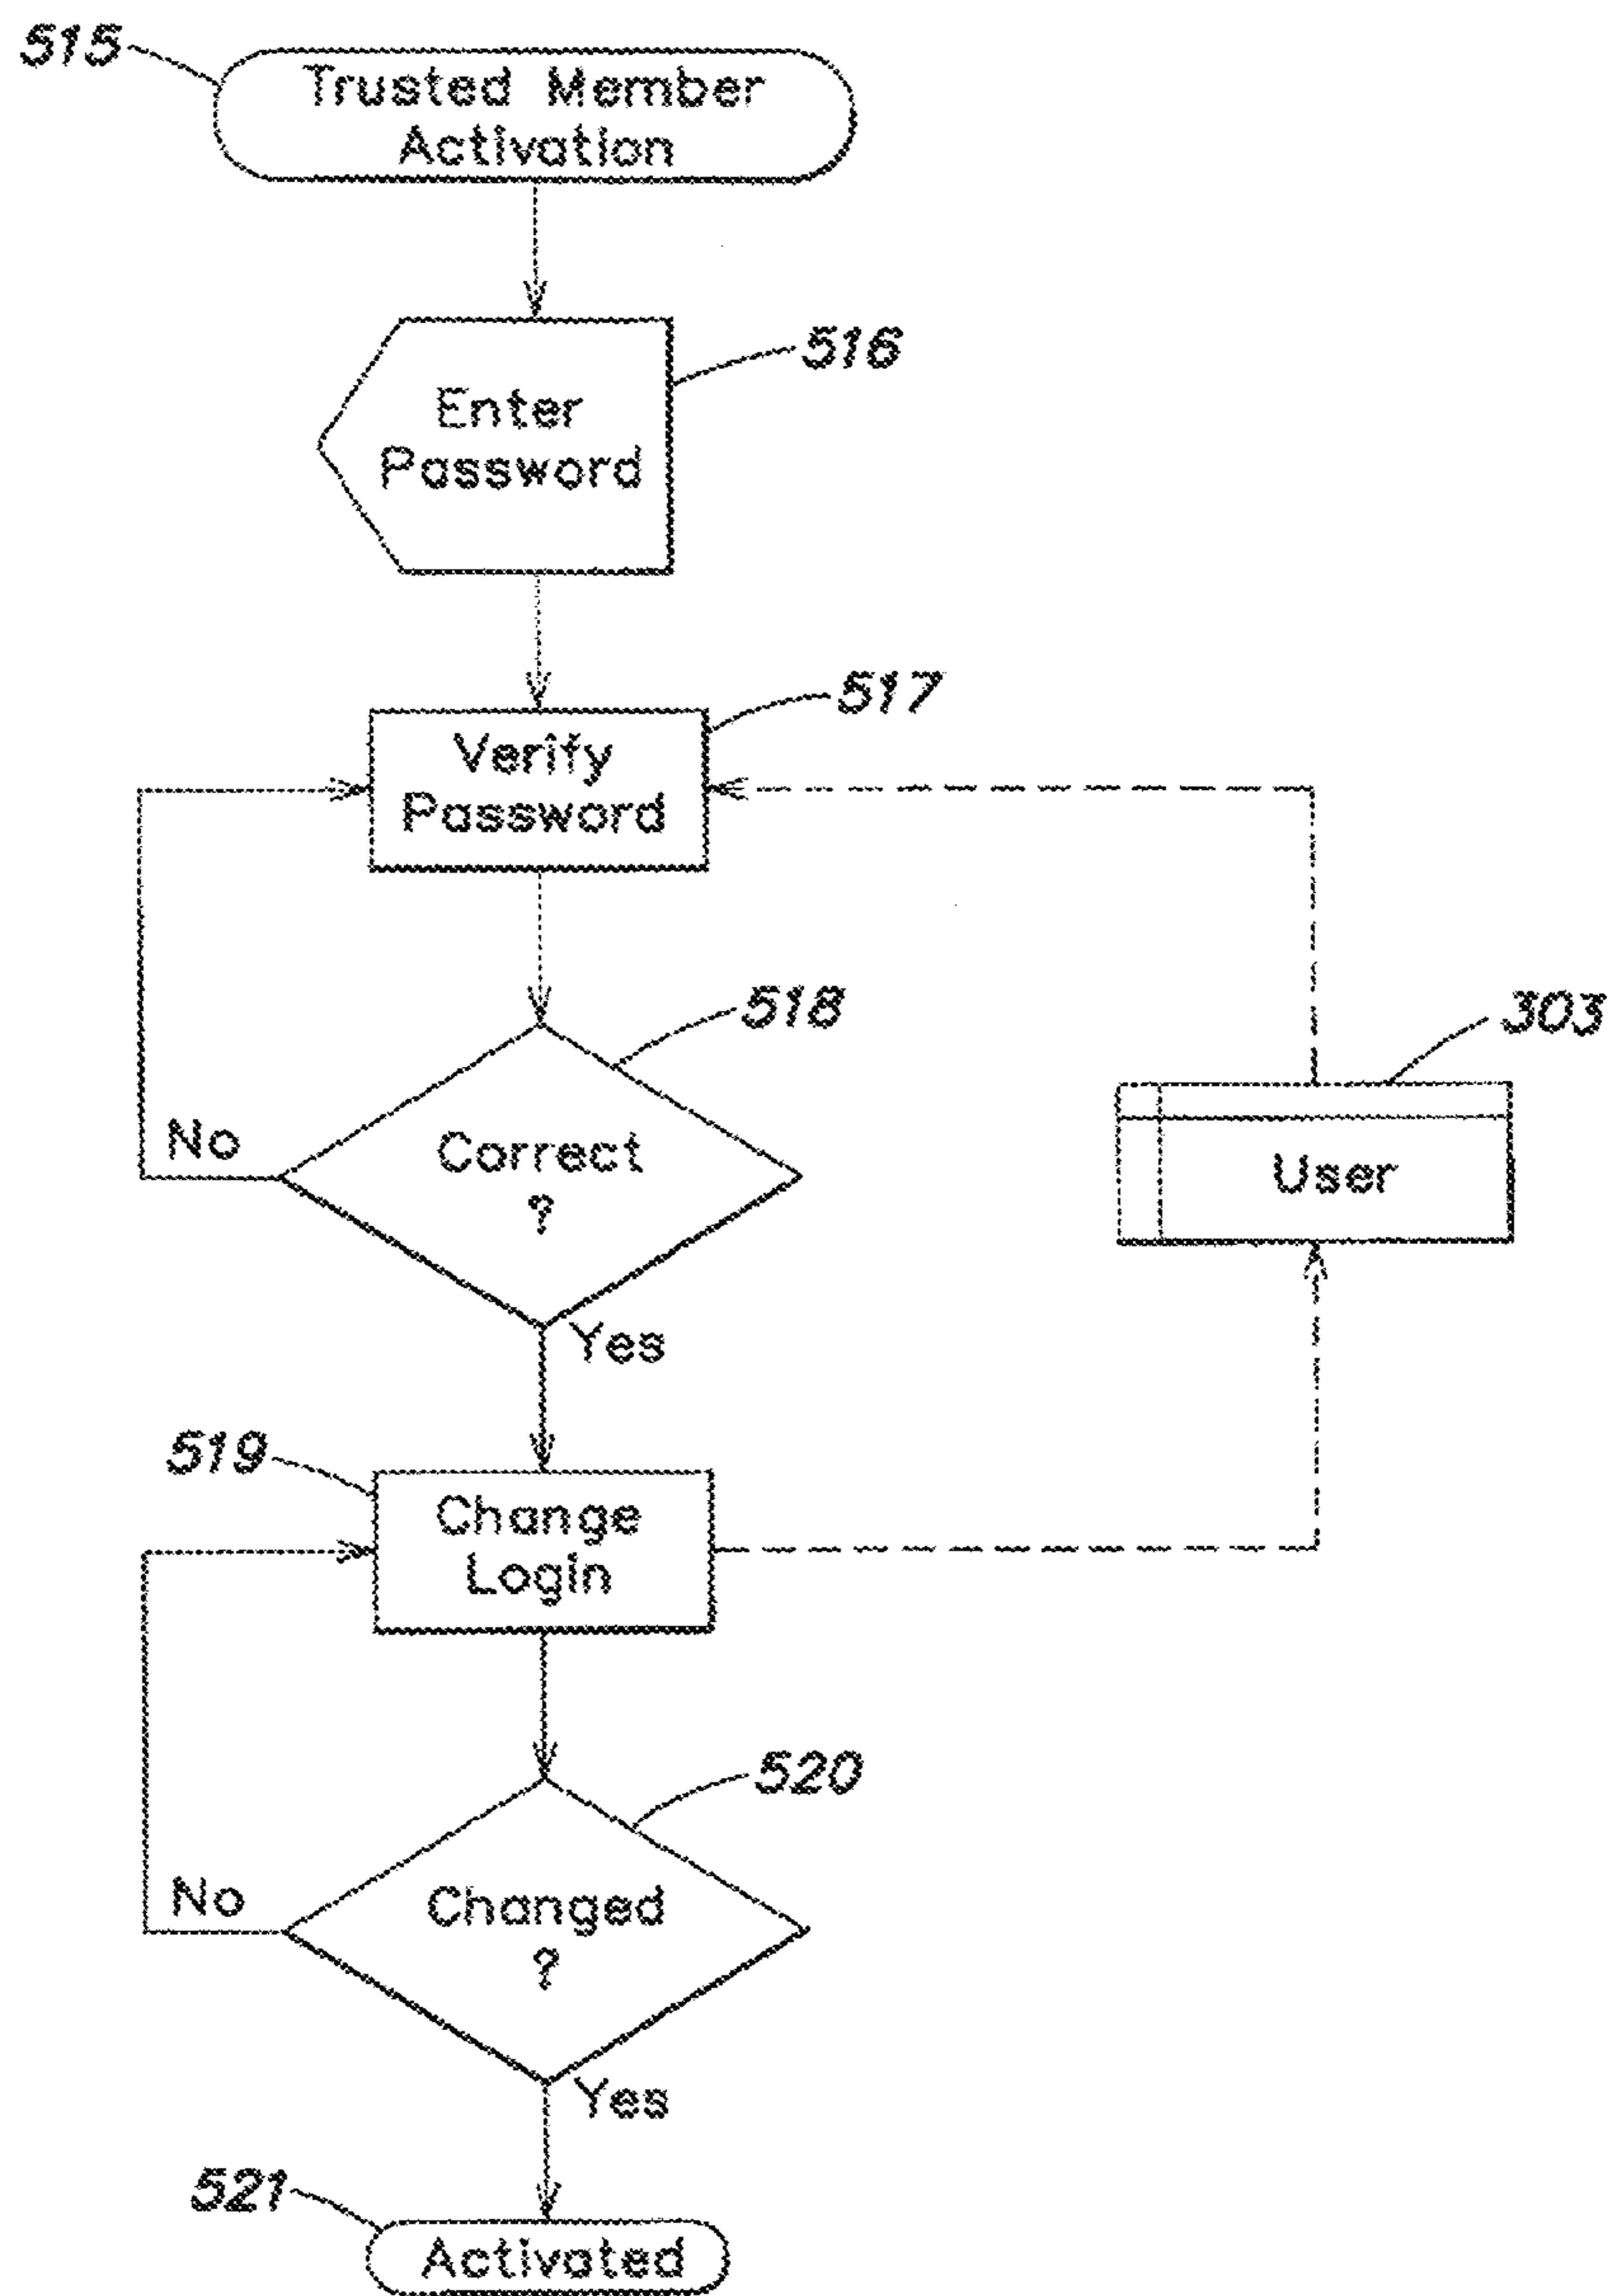 515
Trusted Member
Activation
516
Enter
Password
517
Verify
Password
518
303
No
Correct
?
User
Yes
519
Change
Login
520
No
Changed
?
Yes
521
Activated